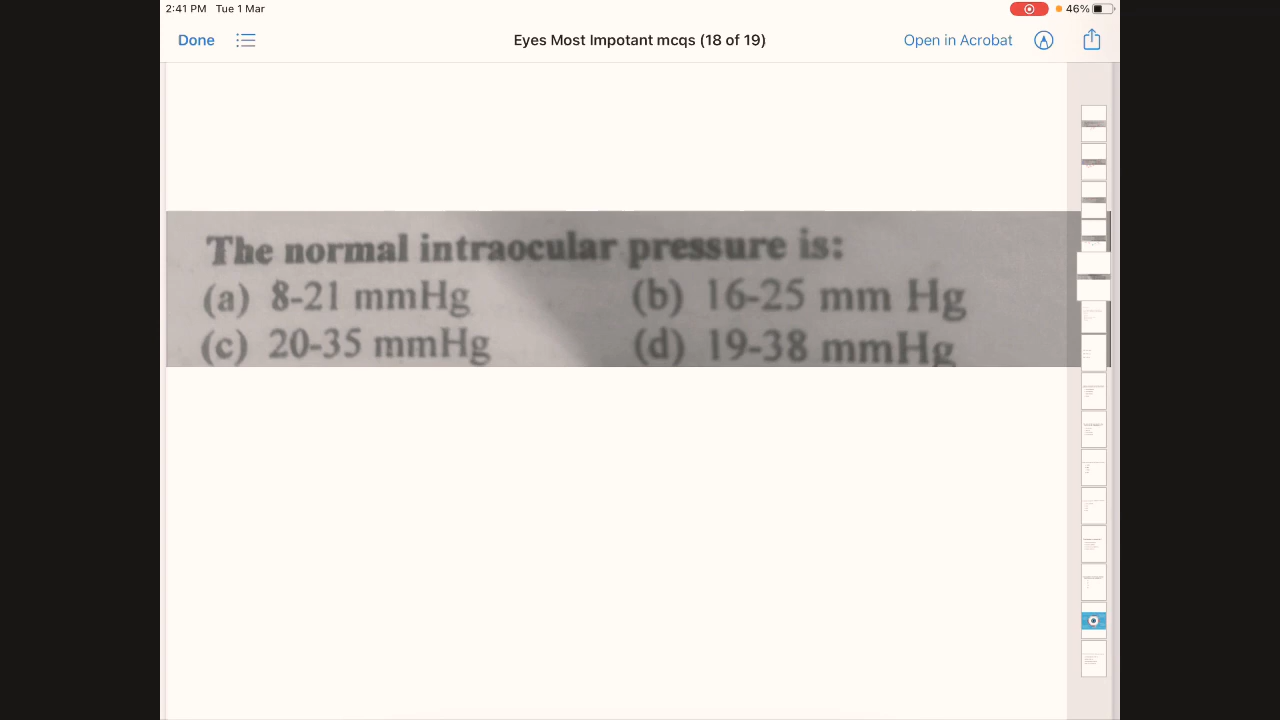 2:41 PM Tue 1 Mar
46%
Done
Eyes Most Impotant mcqs (18 of 19)
Open in Acrobat
The normal intraocular pressure is:
(a) 8-21 mmHg (b) 16-25 mm Hg
(c) 20-35 mmHg (d) 19-38 mmHg